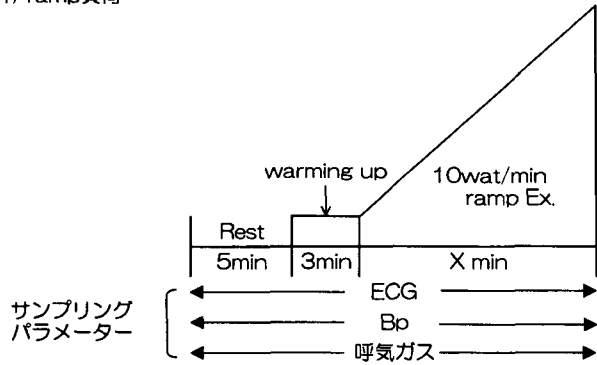 ramp負荷
warming up
10wat/min
ramp Ex.
Rest
5min
3min
X min
ECG
Bp
呼気ガス
サンプリング
パラメーター